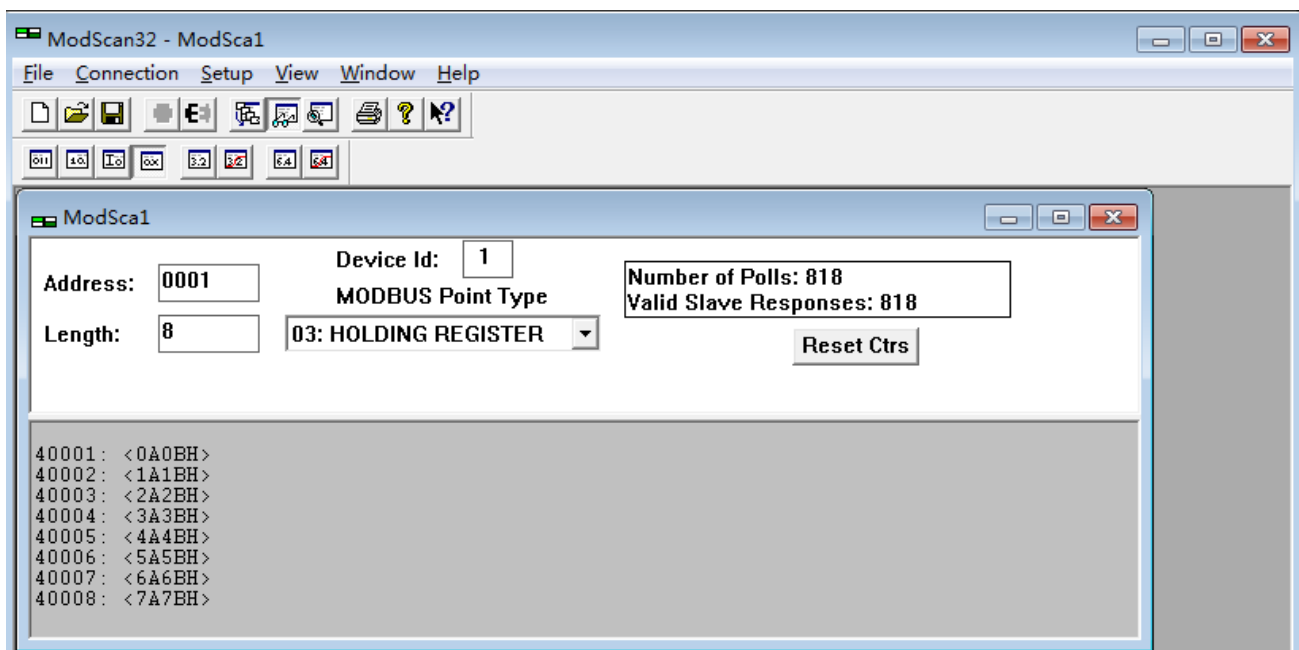 ModScan32 - ModSca1
File Connection Setup View Window Help
ModSca1
Device Id: 1
Address: 0001
MODBUS Point Type
Length: 8
03: HOLDING REGISTER
Number of Polls: 818
Valid Slave Responses: 818
Reset Ctrs
40001: <0A0BH>
40002: <1A1BH>
40003: <2A2BH>
40004: <3A3BH>
40005: <4A4BH>
40006: <5A5BH>
40007: <6A6BH>
40008: <7A7BH>